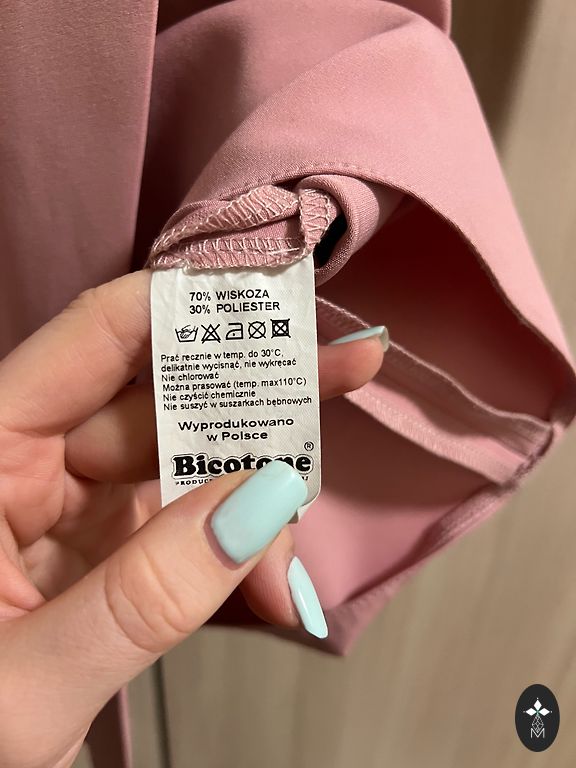 70% WISKOZA
30% POLIESTER
Prać ręcznie w temp. do 30°C,
delikatnie wycisnąć, nie wykręcać
Nie chlorować
Można prasować (temp. max110°C)
Nie czyścić chemicznie
Nie suszyć w suszarkach bębnowych
Wyprodukowano
w Polsce
Bicotone®
M